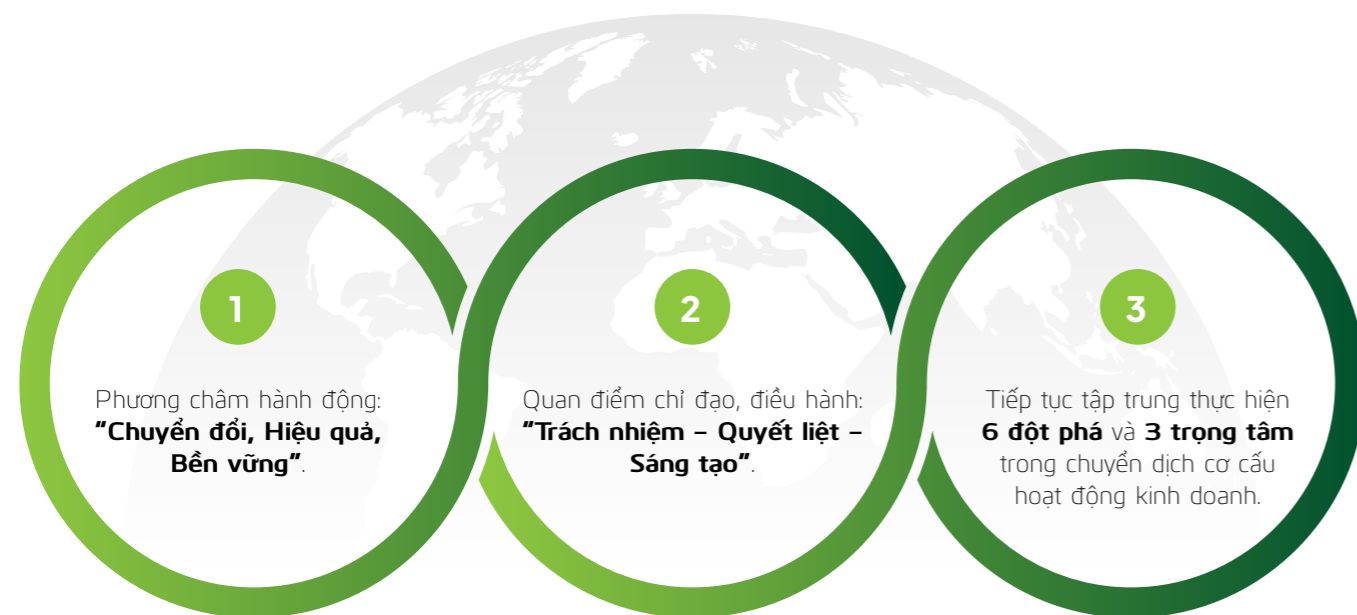 1
Phương châm hành động:
"Chuyển đổi, Hiệu quả,
Bền vững".
2
Quan điểm chỉ đạo, điều hành:
"Trách nhiệm – Quyết liệt –
Sáng tạo".
3
Tiếp tục tập trung thực hiện
6 đột phá và 3 trọng tâm
trong chuyển dịch cơ cấu
hoạt động kinh doanh.